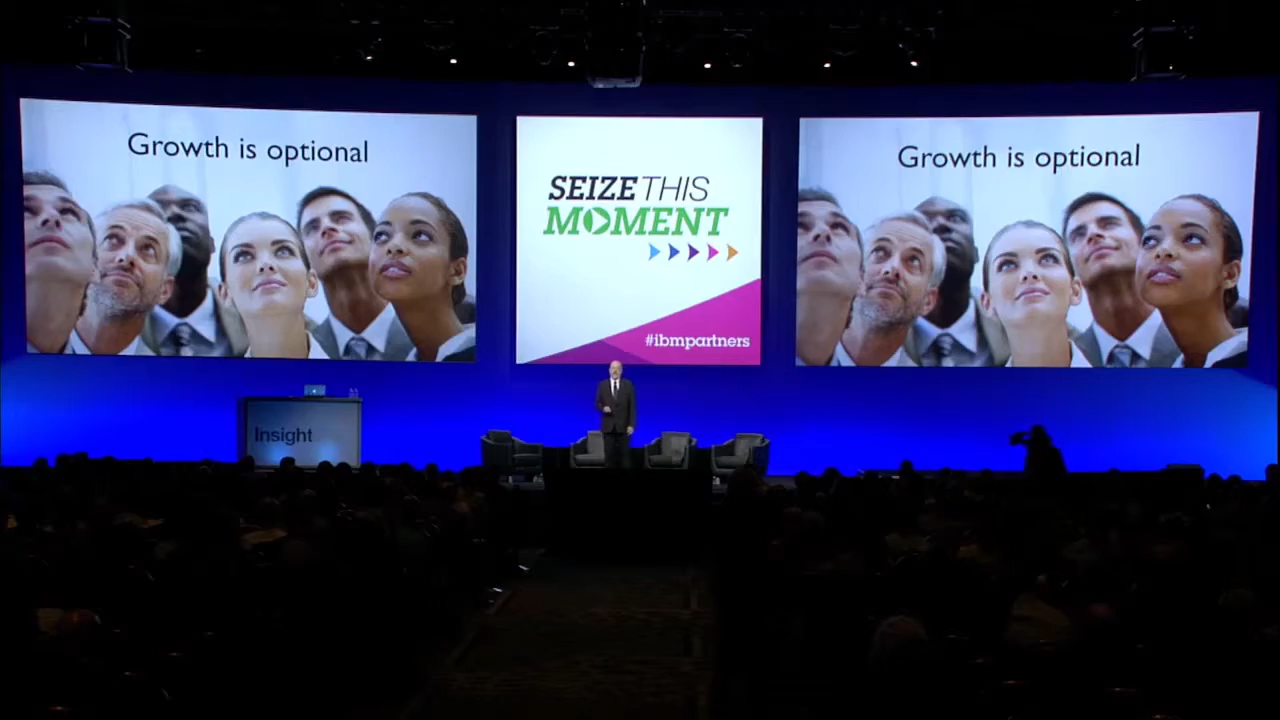 Growth is optional
SEIZE THIS
MOMENT
#ibmpartners
Growth is optional
Insight